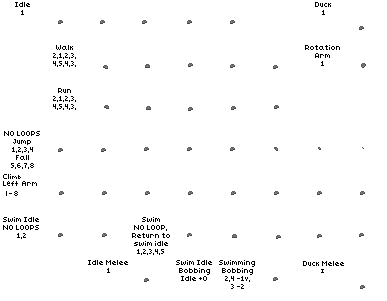 Idle
1
Duck
1
Walk
2,1,2,3,
4,5,4,3,
Rotation
Arm
1
Run
2,1,2,3,
4,5,4,3,
NO LOOPS
Jump
1,2,3,4
Fall
5,6,7,8
Climb
Left Arm
1 - 8
Swim Idle
NO LOOPS
1,2
Swim
NO LOOP,
Return to
swim idle
1,2,3,4,5
Idle Melee
1
Swim Idle
Bobbing
Idle +0
Swimming
Bobbing
2,4 -1v,
3 -2
Duck Melee
1